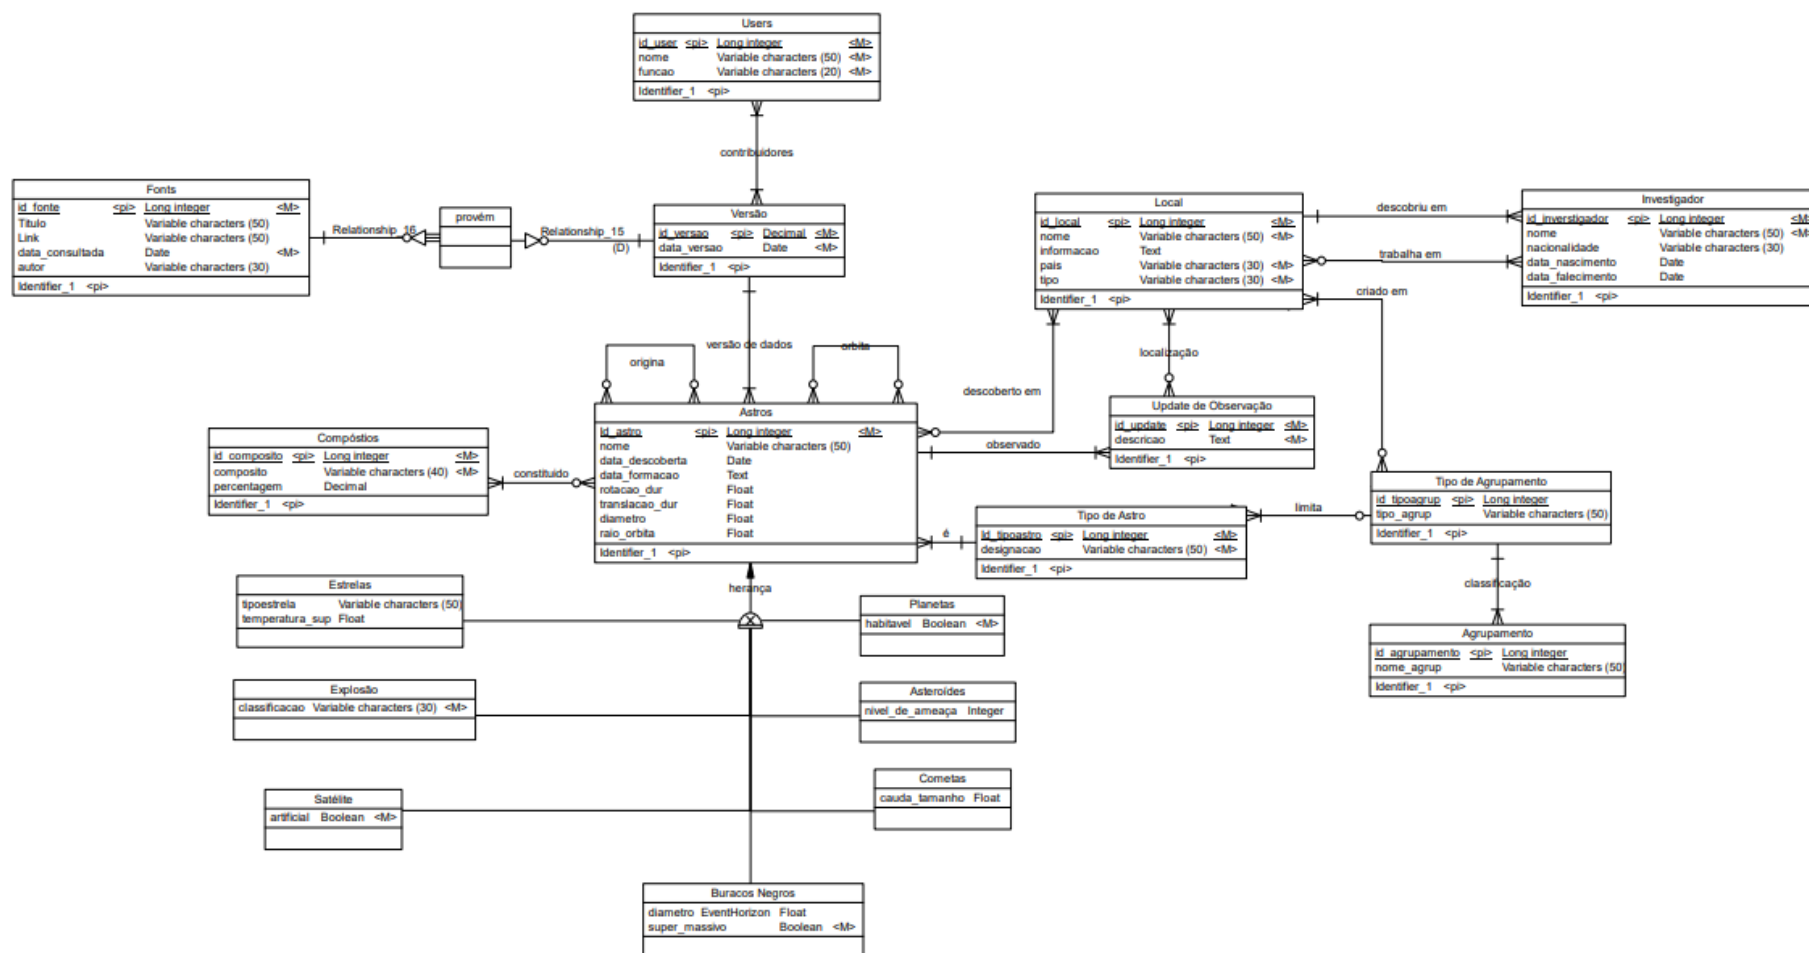 Users
id_user <pi> Long integer <M>
nome Variable characters (50) <M>
funcao Variable characters (20) <M>
Identifier_1 <pi>
contribuidores
Fonts
id_fonte <pi> Long integer <M>
Titulo Variable characters (50)
Link Variable characters (50)
data_consultada Date <M>
autor Variable characters (30)
Identifier_1 <pi>
Relationship_16
provém
Relationship_15
(D)
Versão
id_versao <pi> Decimal <M>
data_versao Date <M>
Identifier_1 <pi>
Local
id_local <pi> Long integer <M>
nome Variable characters (50) <M>
informacao Text
pais Variable characters (30) <M>
tipo Variable characters (30) <M>
Identifier_1 <pi>
descobriu em
trabalha em
criado em
Investigador
id_inverstigador <pi> Long integer <M>
nome Variable characters (50) <M>
nacionalidade Variable characters (30)
data_nascimento Date
data_falecimento Date
Identifier_1 <pi>
origina
versão de dados
orbita
descoberto em
localização
observado
Update de Observação
id_update <pi> Long integer <M>
descricao Text <M>
Identifier_1 <pi>
Astros
Id_astro <pi> Long integer <M>
nome Variable characters (50)
data_descoberta Date
data_formacao Text
rotacao_dur Float
translacao_dur Float
diametro Float
raio_orbita Float
Identifier_1 <pi>
Compóstios
id_composito <pi> Long integer <M>
composito Variable characters (40) <M>
percentagem Decimal
Identifier_1 <pi>
constituido
é
Tipo de Astro
Id_tipoastro <pi> Long integer <M>
designacao Variable characters (50) <M>
Identifier_1 <pi>
limita
Tipo de Agrupamento
id_tipoagrup <pi> Long integer
tipo_agrup Variable characters (50)
Identifier_1 <pi>
classificação
Agrupamento
id_agrupamento <pi> Long integer
nome_agrup Variable characters (50)
Identifier_1 <pi>
herança
Estrelas
tipoestrela Variable characters (50)
temperatura_sup Float
Planetas
habitavel Boolean <M>
Explosão
classificacao Variable characters (30) <M>
Asteroídes
nivel_de_ameaça Integer
Satélite
artificial Boolean <M>
Cometas
cauda_tamanho Float
Buracos Negros
diametro EventHorizon Float
super_massivo Boolean <M>